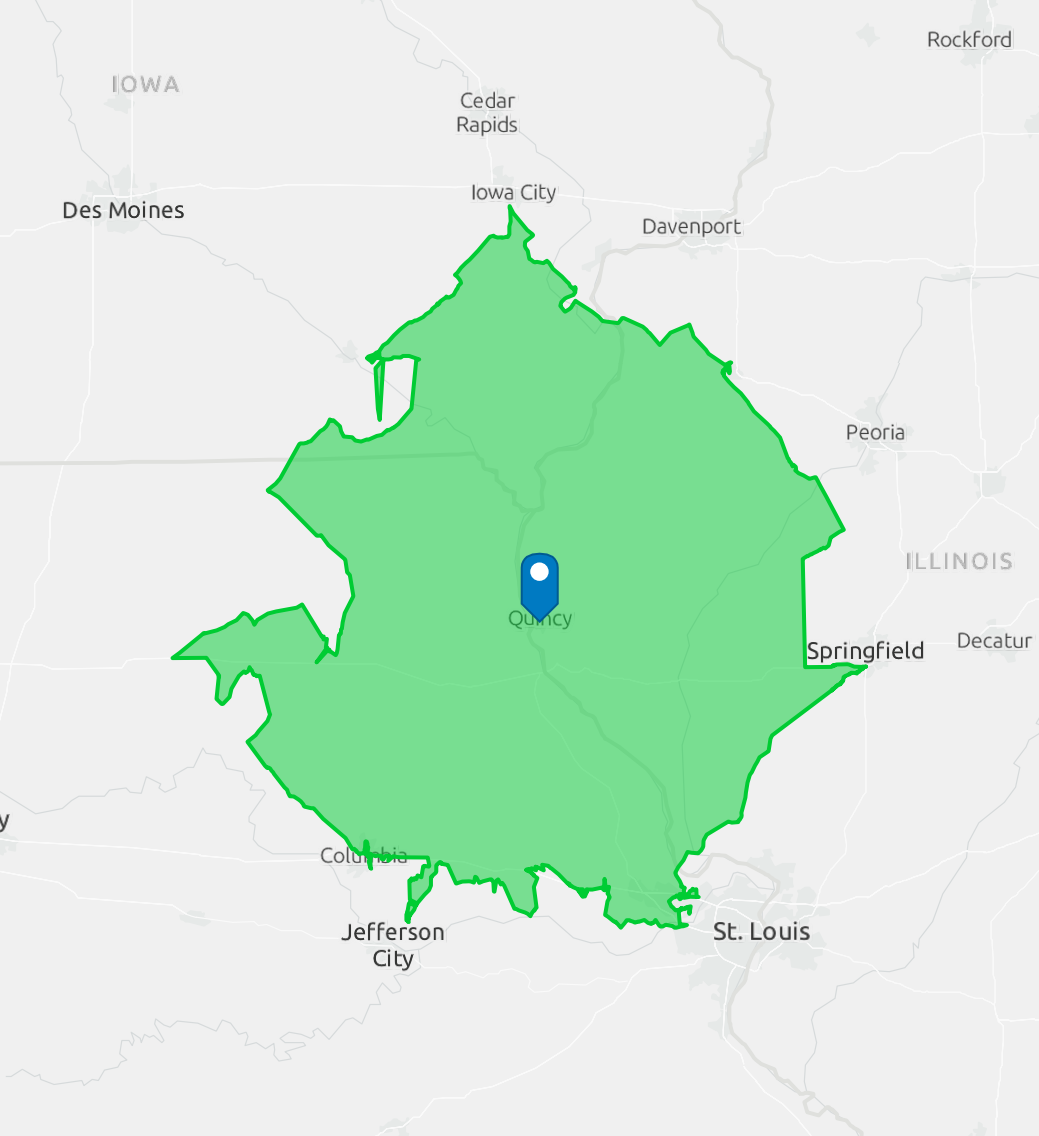 Rockford
IOWA
Cedar
Rapids
Iowa City
Des Moines
Davenport
Peoria
ILLINOIS
Quincy
Decatur
Springfield
y
Columbia
Jefferson
City
St. Louis